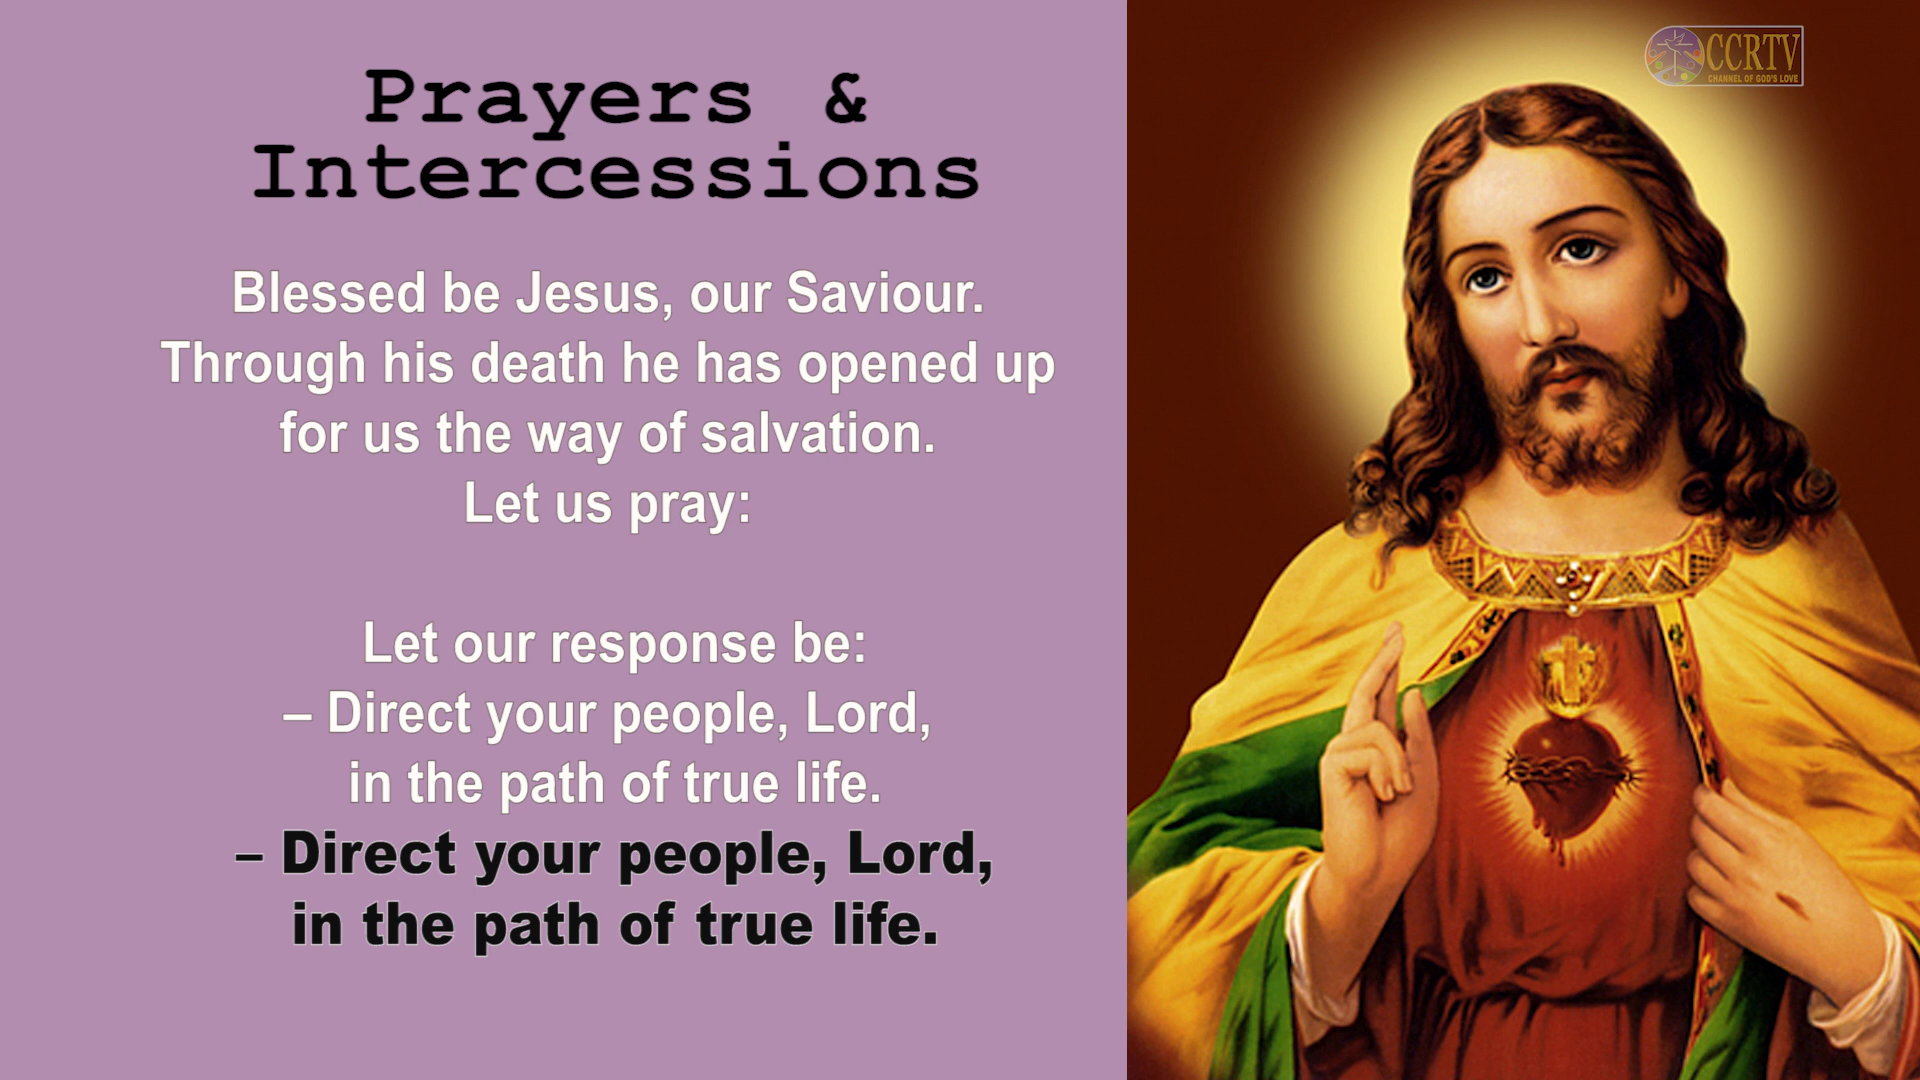 Prayers &
Intercessions
Blessed be Jesus, our Saviour.
Through his death he has opened up
for us the way of salvation.
Let us pray:
Let our response be:
– Direct your people, Lord,
in the path of true life.
– Direct your people, Lord,
in the path of true life.
CCRTV
CHANNEL OF GOD'S LOVE